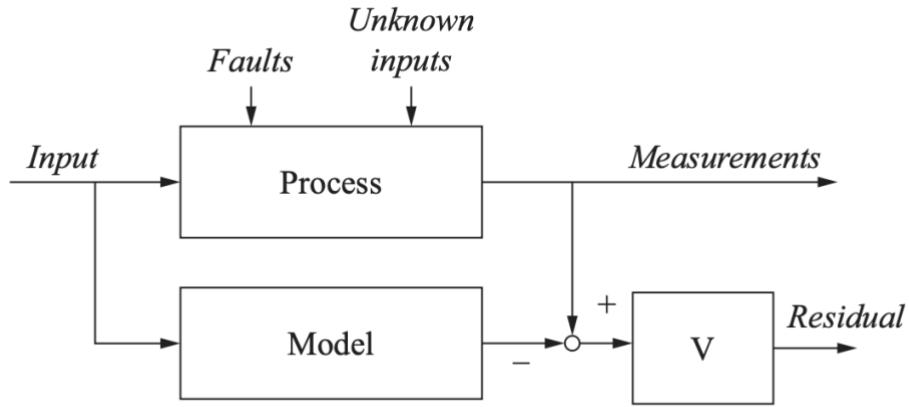 Unknown
Faults inputs
Input
Process
Measurements
Model
+
−
V
Residual